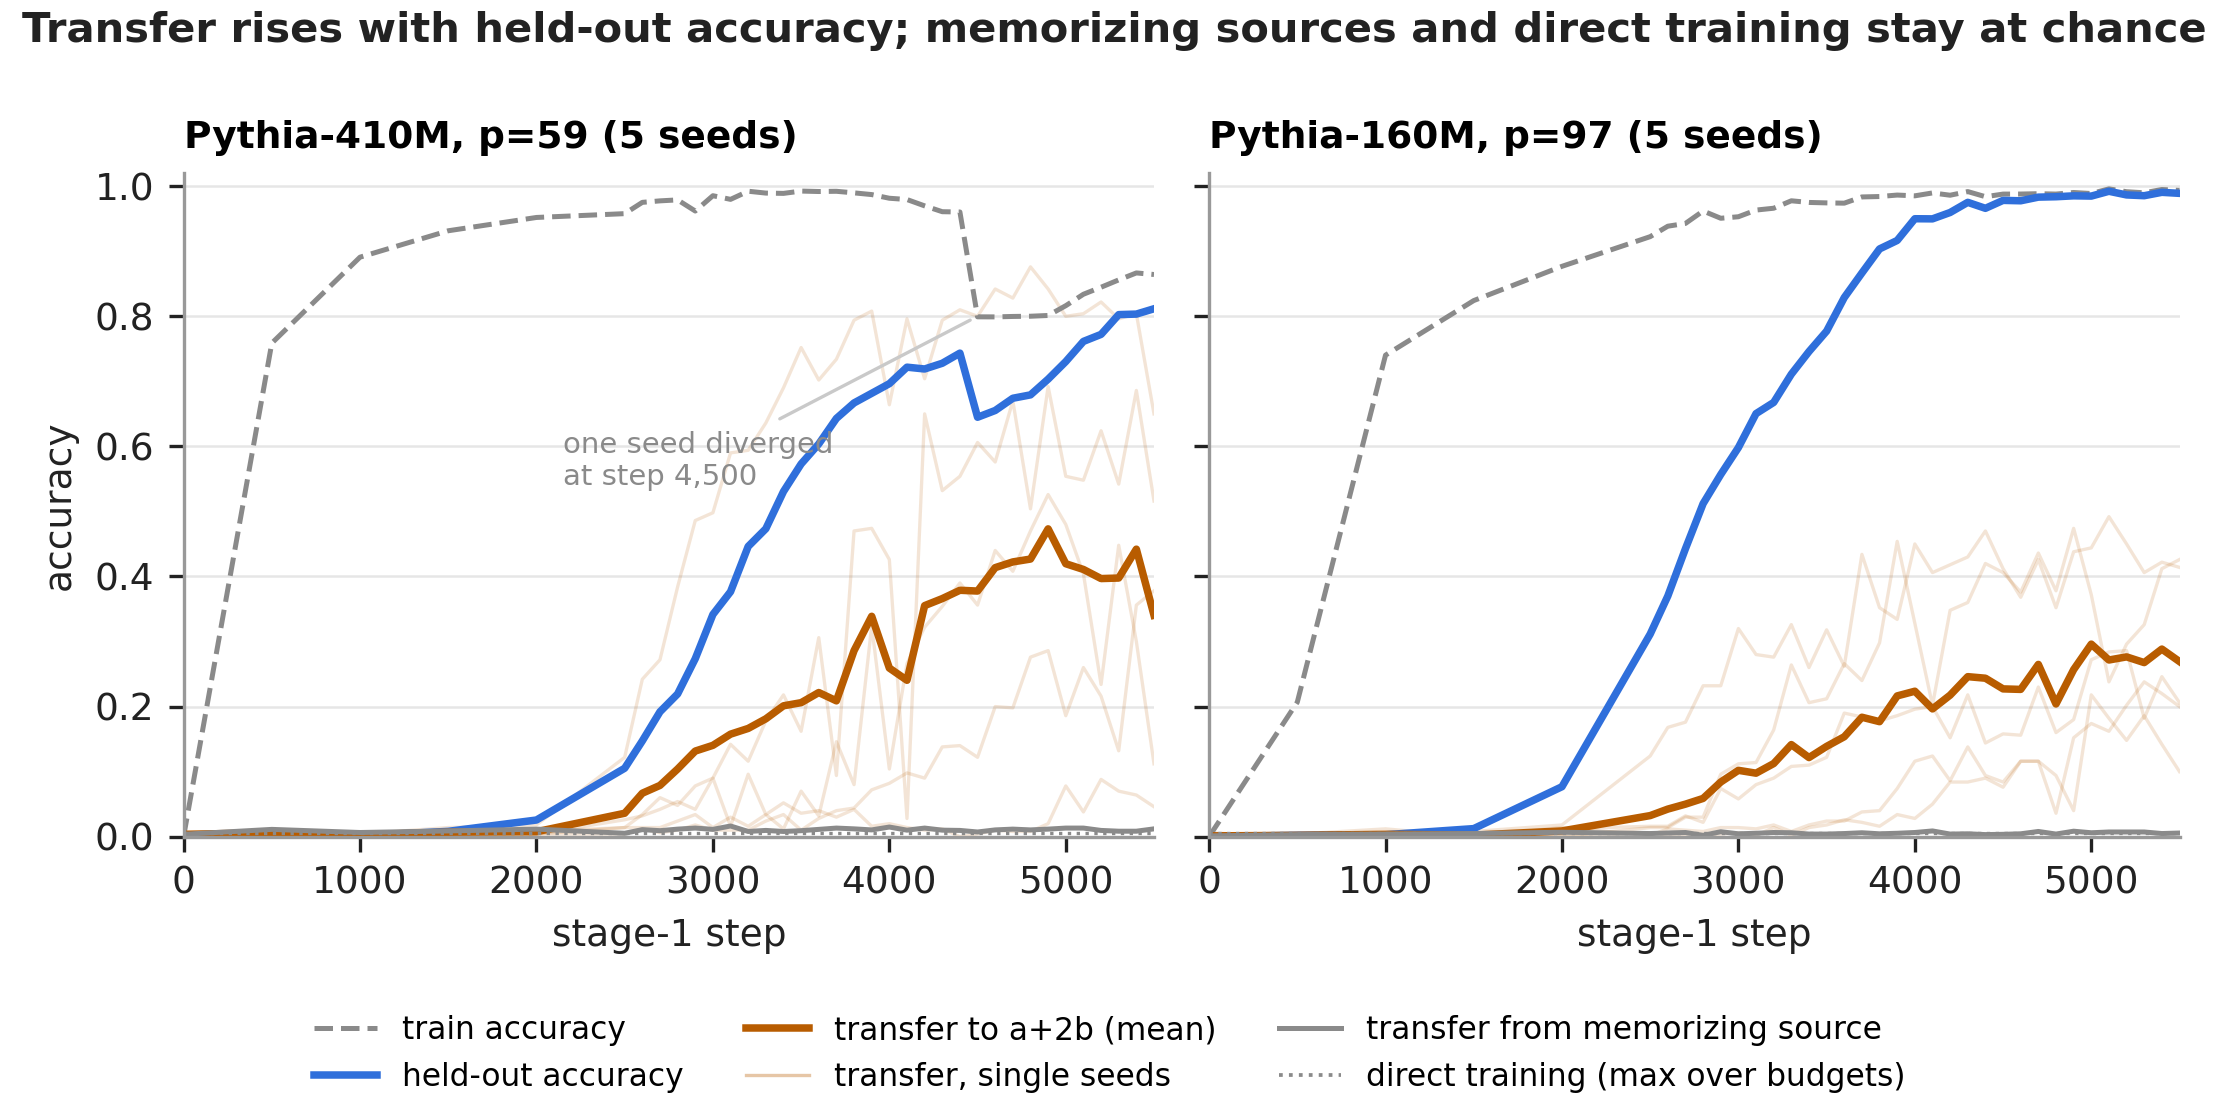 Transfer rises with held-out accuracy; memorizing sources and direct training stay at chance
Pythia-410M, p=59 (5 seeds)
Pythia-160M, p=97 (5 seeds)
accuracy
1.0
0.8
0.6
0.4
0.2
0.0
one seed diverged
at step 4,500
0 1000 2000 3000 4000 5000
0 1000 2000 3000 4000 5000
stage-1 step
stage-1 step
train accuracy
held-out accuracy
transfer to a+2b (mean)
transfer, single seeds
transfer from memorizing source
direct training (max over budgets)